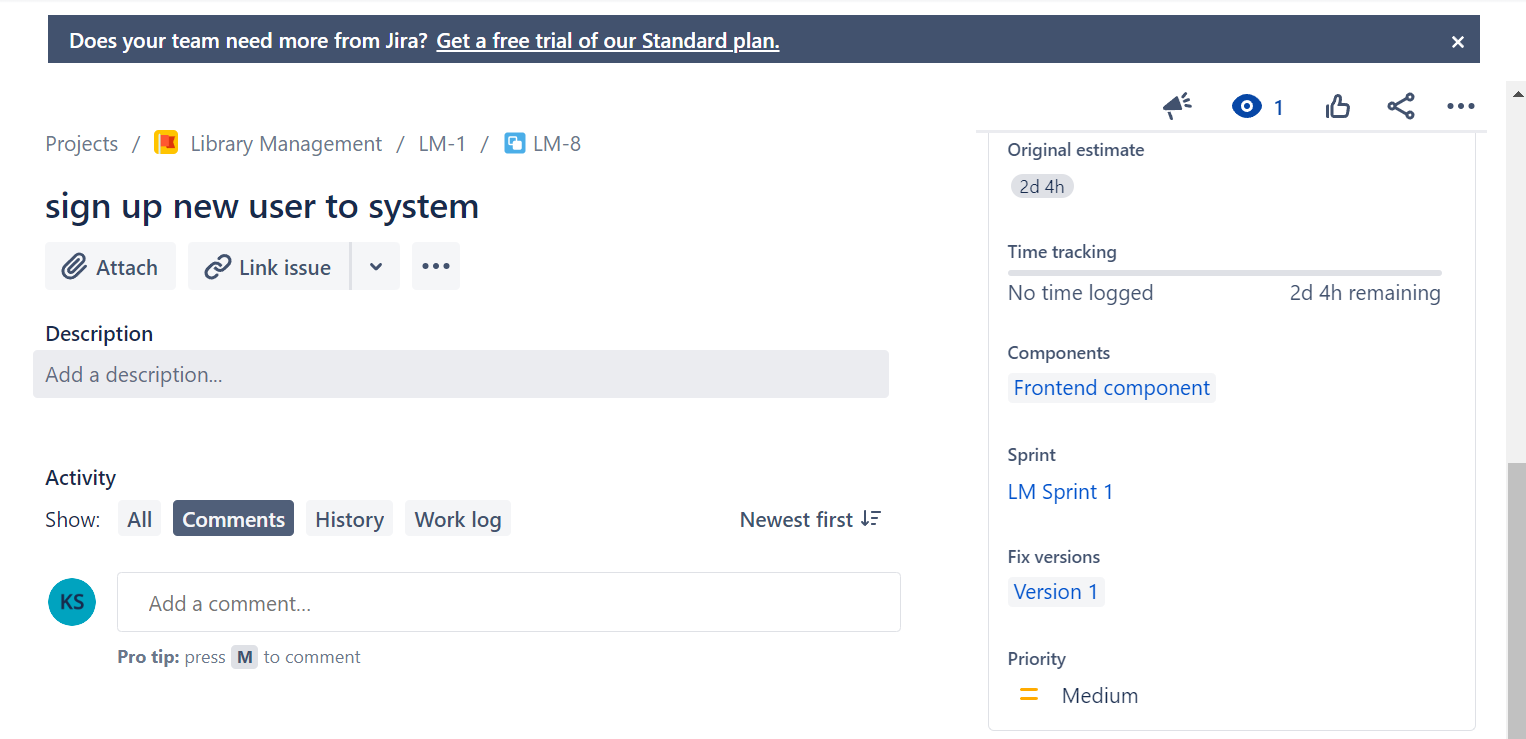 Does your team need more from Jira? Get a free trial of our Standard plan.
1
Projects / Library Management / LM-1 / LM-8
sign up new user to system
Attach Link issue
Description
Add a description...
Activity
Show: All Comments History Work log Newest first
KS Add a comment...
Pro tip: press M to comment
Original estimate
2d 4h
Time tracking
No time logged 2d 4h remaining
Components
Frontend component
Sprint
LM Sprint 1
Fix versions
Version 1
Priority
Medium